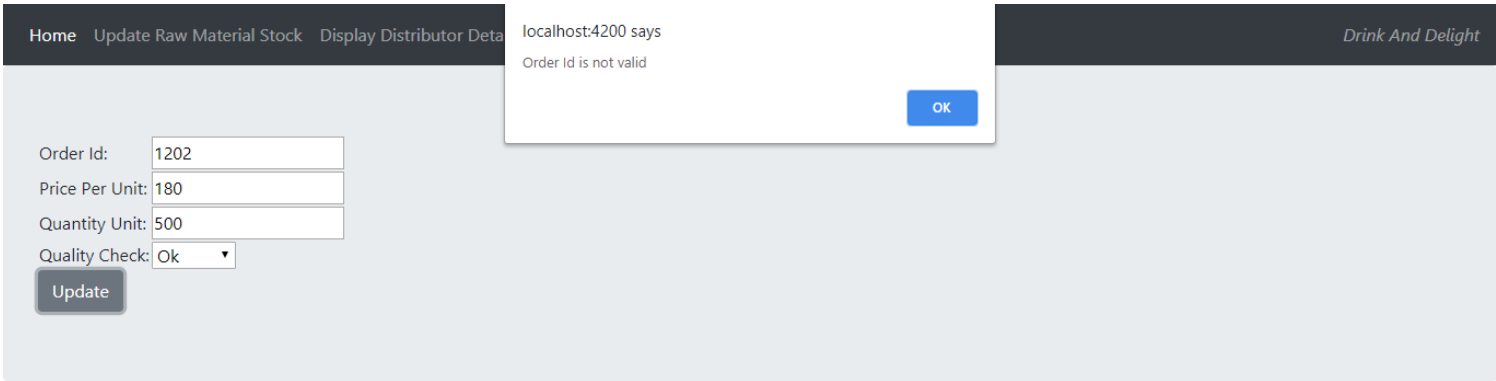 Home Update Raw Material Stock Display Distributor Deta
localhost:4200 says
Order Id is not valid
OK
Drink And Delight
Order Id: 1202
Price Per Unit: 180
Quantity Unit: 500
Quality Check: Ok
Update